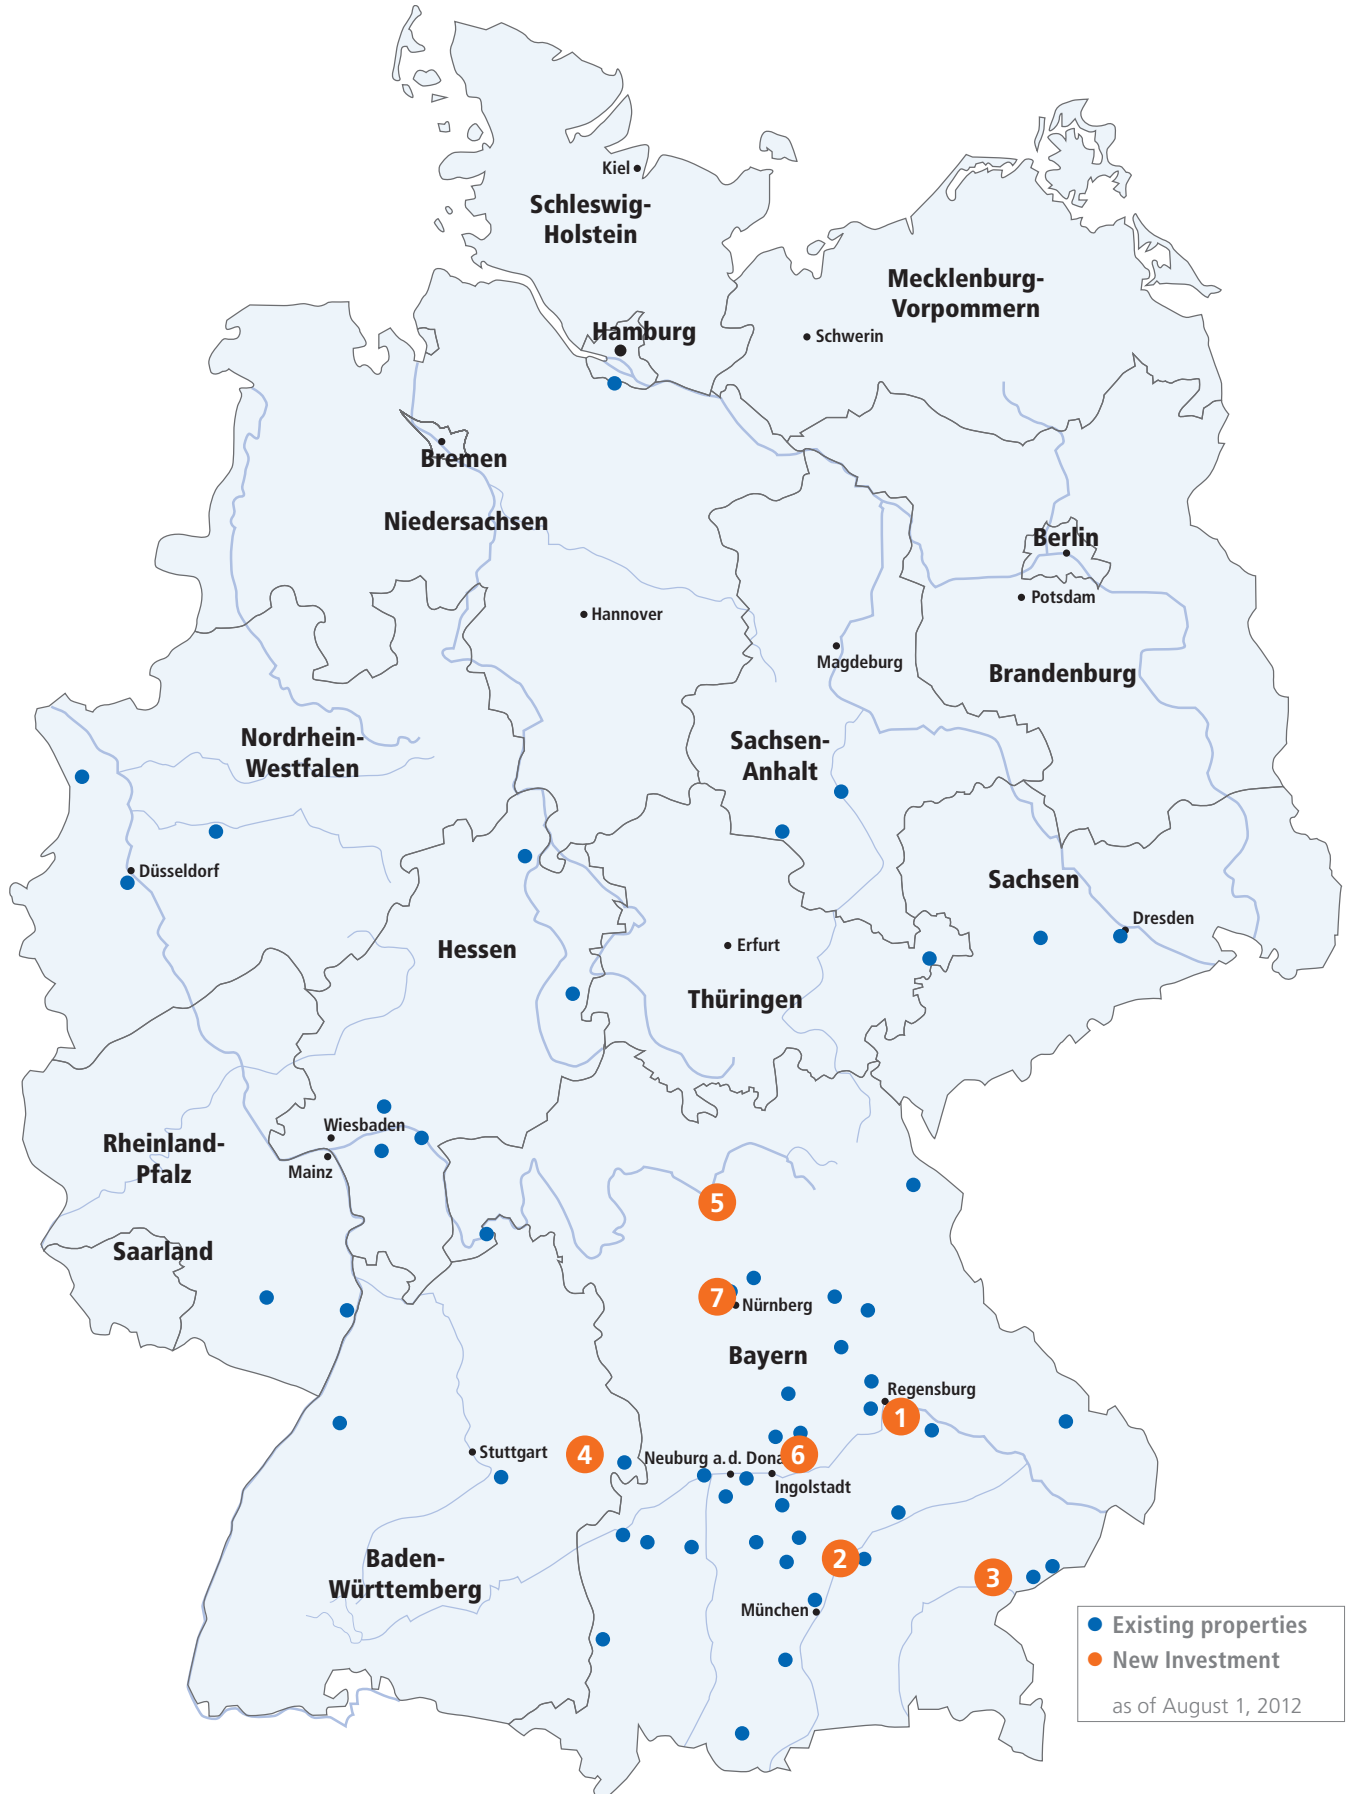 Kiel
Schleswig-
Holstein
Mecklenburg-
Vorpommern
Hamburg
Schwerin
Bremen
Niedersachsen
Berlin
Potsdam
Hannover
Magdeburg
Brandenburg
Nordrhein-
Westfalen
Sachsen-
Anhalt
Düsseldorf
Sachsen
Dresden
Hessen
Erfurt
Thüringen
Wiesbaden
Rheinland-
Pfalz
Mainz
5
Saarland
7
Nürnberg
Bayern
Regensburg
1
Stuttgart
4
Neuburg a.d. Dona
6
Ingolstadt
Baden-
Württemberg
2
3
München
Existing properties
New Investment
as of August 1, 2012